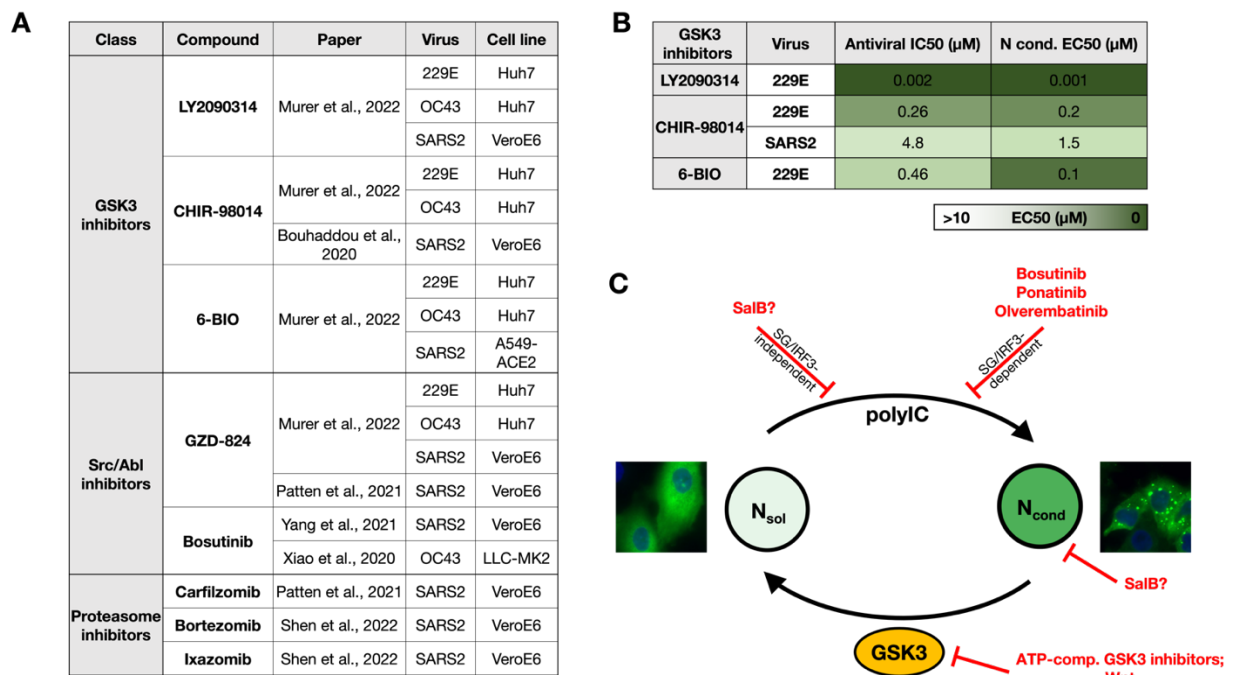 A
Class Compound Paper Virus Cell line
GSK3
inhibitors
LY2090314
Murer et al., 2022
229E Huh7
OC43 Huh7
SARS2 VeroE6
CHIR-98014
Murer et al., 2022
229E Huh7
OC43 Huh7
Bouhaddou et al.,
2020
SARS2 VeroE6
6-BIO
Murer et al., 2022
229E Huh7
OC43 Huh7
SARS2 A549-
ACE2
Src/Abl
inhibitors
GZD-824
Murer et al., 2022
229E Huh7
OC43 Huh7
SARS2 VeroE6
Patten et al., 2021 SARS2 VeroE6
Bosutinib
Yang et al., 2021 SARS2 VeroE6
Xiao et al., 2020 OC43 LLC-MK2
Proteasome
inhibitors
Carfilzomib Patten et al., 2021 SARS2 VeroE6
Bortezomib Shen et al., 2022 SARS2 VeroE6
Ixazomib Shen et al., 2022 SARS2 VeroE6
B
GSK3
inhibitors
Virus Antiviral IC50 (µM) N cond. EC50 (µM)
LY2090314 229E 0.002 0.001
CHIR-98014
229E 0.26 0.2
SARS2 4.8 1.5
6-BIO 229E 0.46 0.1
>10 EC50 (µM) 0
C
SalB?
SG/IRF3-
independent
Bosutinib
Ponatinib
Olverembatinib
SG/IRF3-
dependent
polyIC
Nsol
Ncond
SalB?
GSK3
ATP-comp. GSK3 inhibitors;